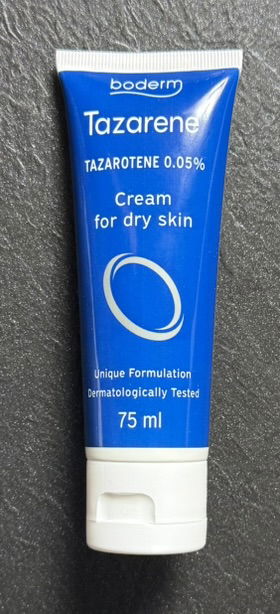 boderm
Tazarene
TAZAROTENE 0.05%
Cream
for dry skin
Unique Formulation
Dermatologically Tested
75 ml